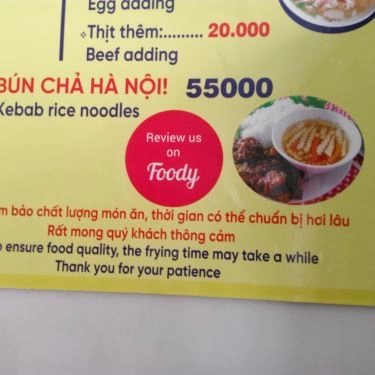 Egg adding
Thịt thêm:......... 20.000
Beef adding
BÚN CHẢ HÀ NỘI! 55000
Kebab rice noodles
Review us
on
Foody
bảo chất lượng món ăn, thời gian có thể chuẩn bị hơi lâu
Rất mong quý khách thông cảm
ensure food quality, the frying time may take a while
Thank you for your patience